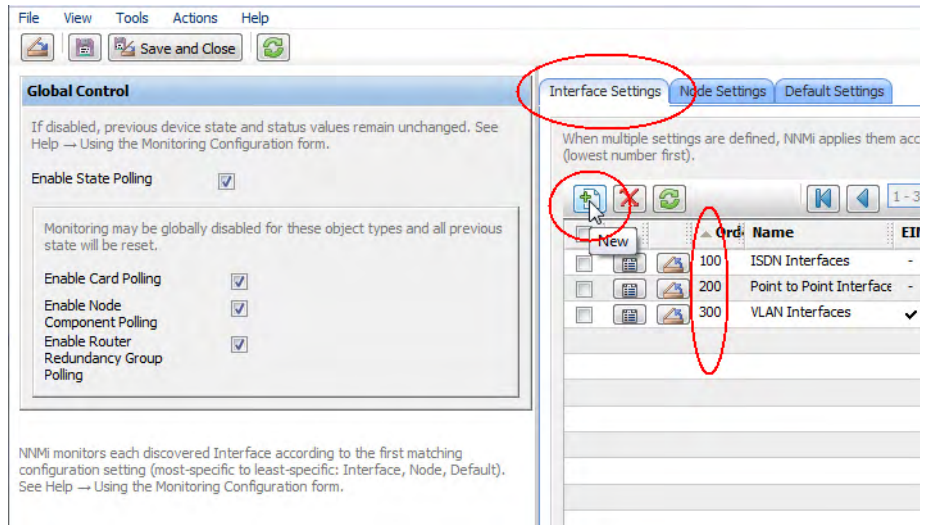 File View Tools Actions Help
Save and Close
Global Control
If disabled, previous device state and status values remain unchanged. See
Help → Using the Monitoring Configuration form.
Enable State Polling
Monitoring may be globally disabled for these object types and all previous
state will be reset.
Enable Card Polling
Enable Node
Component Polling
Enable Router
Redundancy Group
Polling
NNMi monitors each discovered Interface according to the first matching
configuration setting (most-specific to least-specific: Interface, Node, Default).
See Help → Using the Monitoring Configuration form.
Interface Settings Node Settings Default Settings
When multiple settings are defined, NNMi applies them acc
(lowest number first).
1 - 3
New
Orde Name EIN
100 ISDN Interfaces -
200 Point to Point Interface -
300 VLAN Interfaces ✔